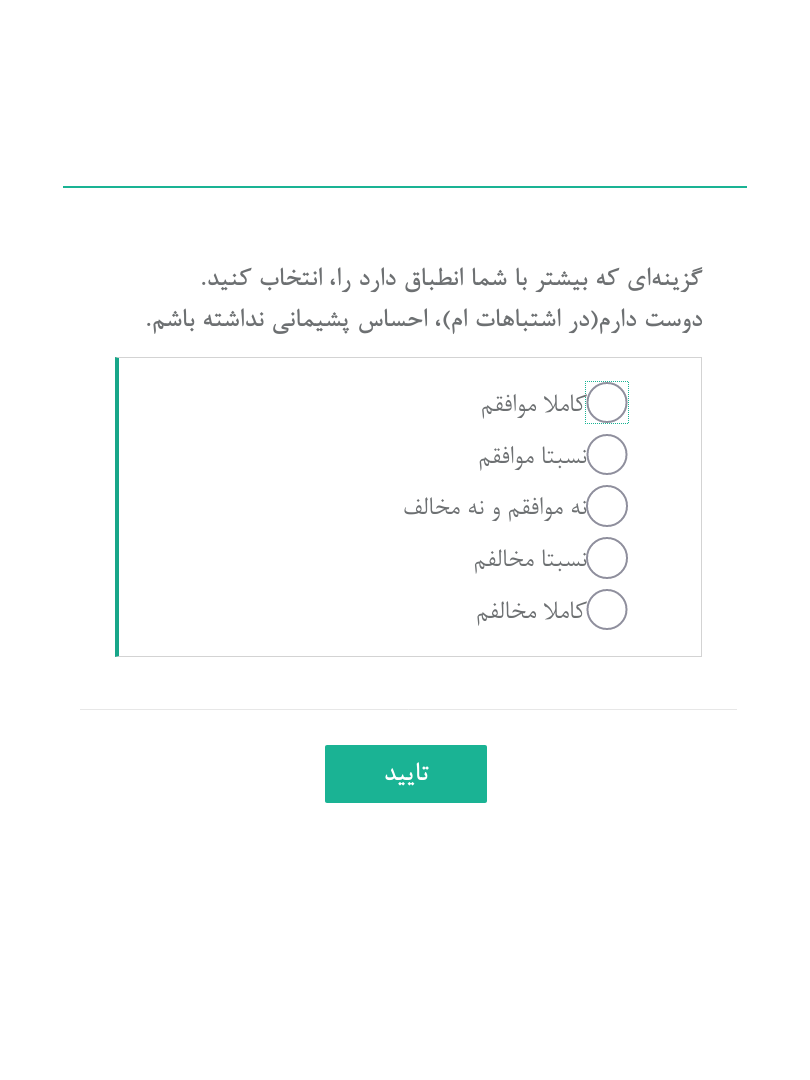 گزینه‌ای که بیشتر با شما انطباق دارد را، انتخاب کنید.
دوست دارم(در اشتباهات ام)، احساس پشیمانی نداشته باشم.
کاملا موافقم
نسبتا موافقم
نه موافقم و نه مخالف
نسبتا مخالفم
کاملا مخالفم
تایید